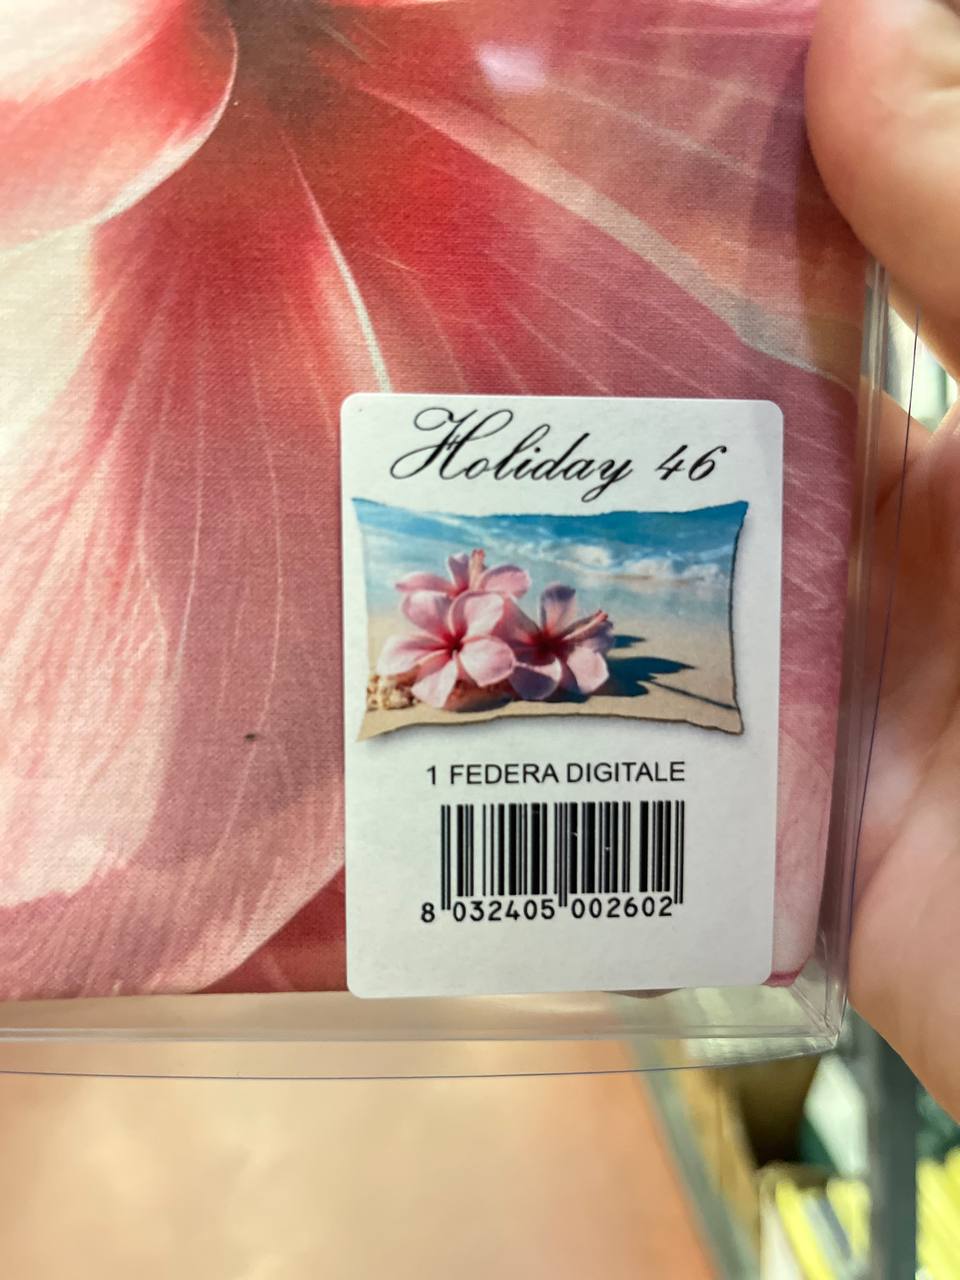 Holiday 46
1 FEDERA DIGITALE
8 032405 002602